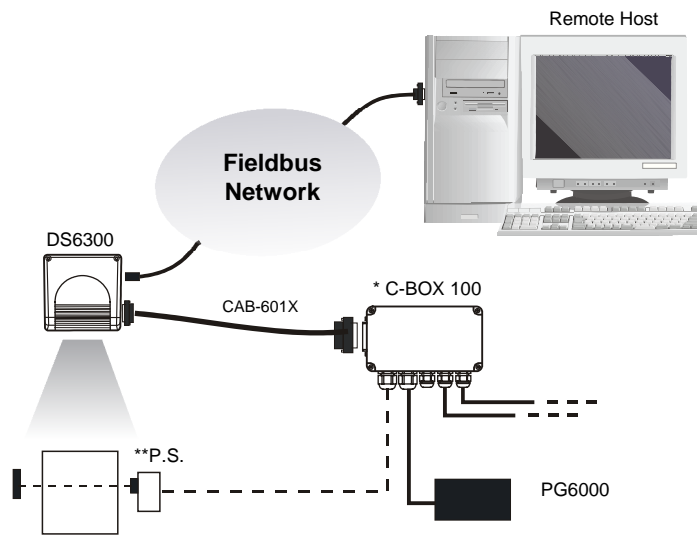 Remote Host
Fieldbus
Network
DS6300
CAB-601X
* C-BOX 100
**P.S.
PG6000